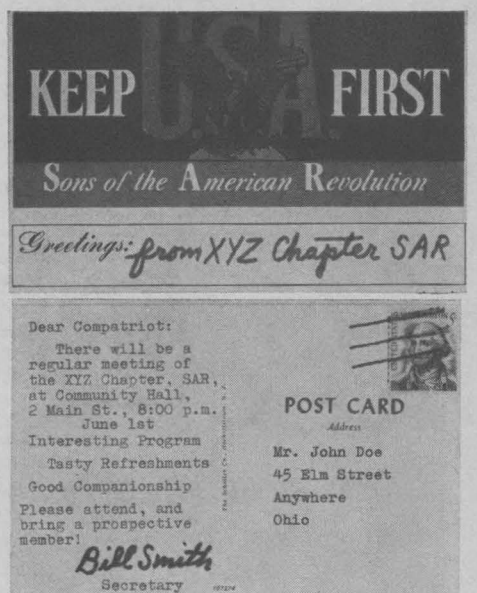 KEEP U.S.A. FIRST
Sons of the American Revolution
Greetings: from XYZ Chapter SAR
Dear Compatriot:
There will be a
regular meeting of
the XYZ Chapter, SAR,
at Community Hall,
2 Main St., 8:00 p.m.
June 1st
Interesting Program
Tasty Refreshments
Good Companionship
Please attend, and
bring a prospective
member!
Bill Smith
Secretary
POST CARD
Address
Mr. John Doe
45 Elm Street
Anywhere
Ohio